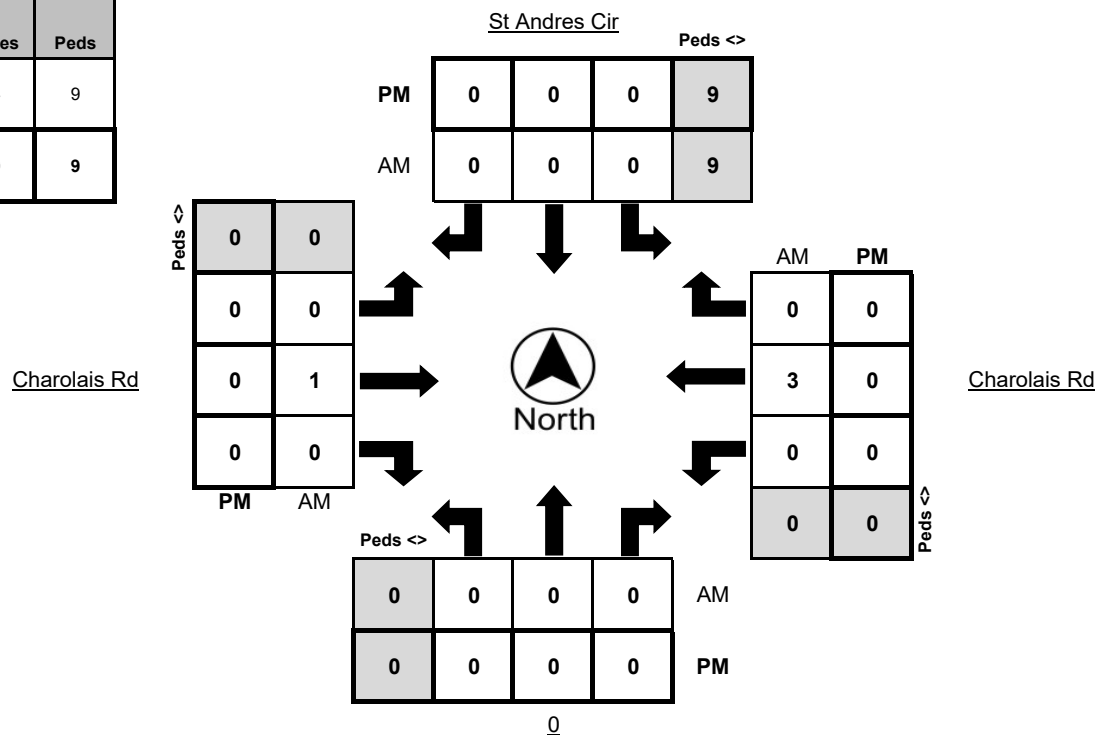 Peds
9
9
St Andres Cir
Peds <>
PM 0 0 0 9
AM 0 0 0 9
Peds <>
0 0
0 0
0 1
0 0
PM AM
Charolais Rd
North
AM PM
0 0
3 0
0 0
0 0
Peds <>
Charolais Rd
Peds <>
0 0 0 0 AM
0 0 0 0 PM
0